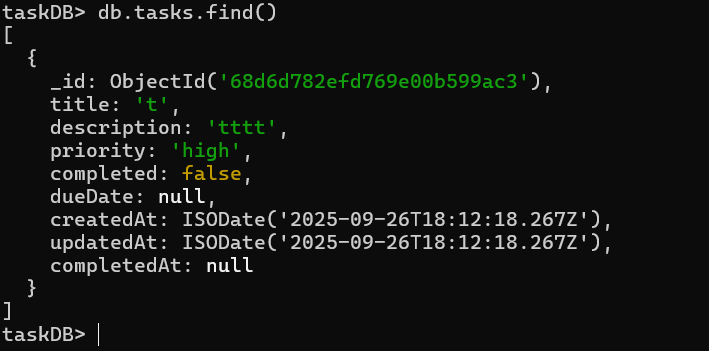 taskDB> db.tasks.find()
[
  {
    _id: ObjectId('68d6d782efd769e00b599ac3'),
    title: 't',
    description: 'tttt',
    priority: 'high',
    completed: false,
    dueDate: null,
    createdAt: ISODate('2025-09-26T18:12:18.267Z'),
    updatedAt: ISODate('2025-09-26T18:12:18.267Z'),
    completedAt: null
  }
]
taskDB>